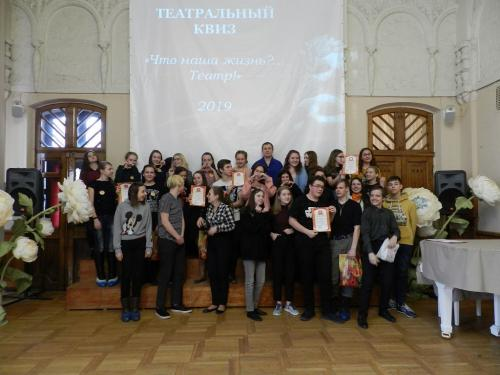 ТЕАТРАЛЬНЫЙ
КВИЗ
«Что наша жизнь?...
Театр!»
2019